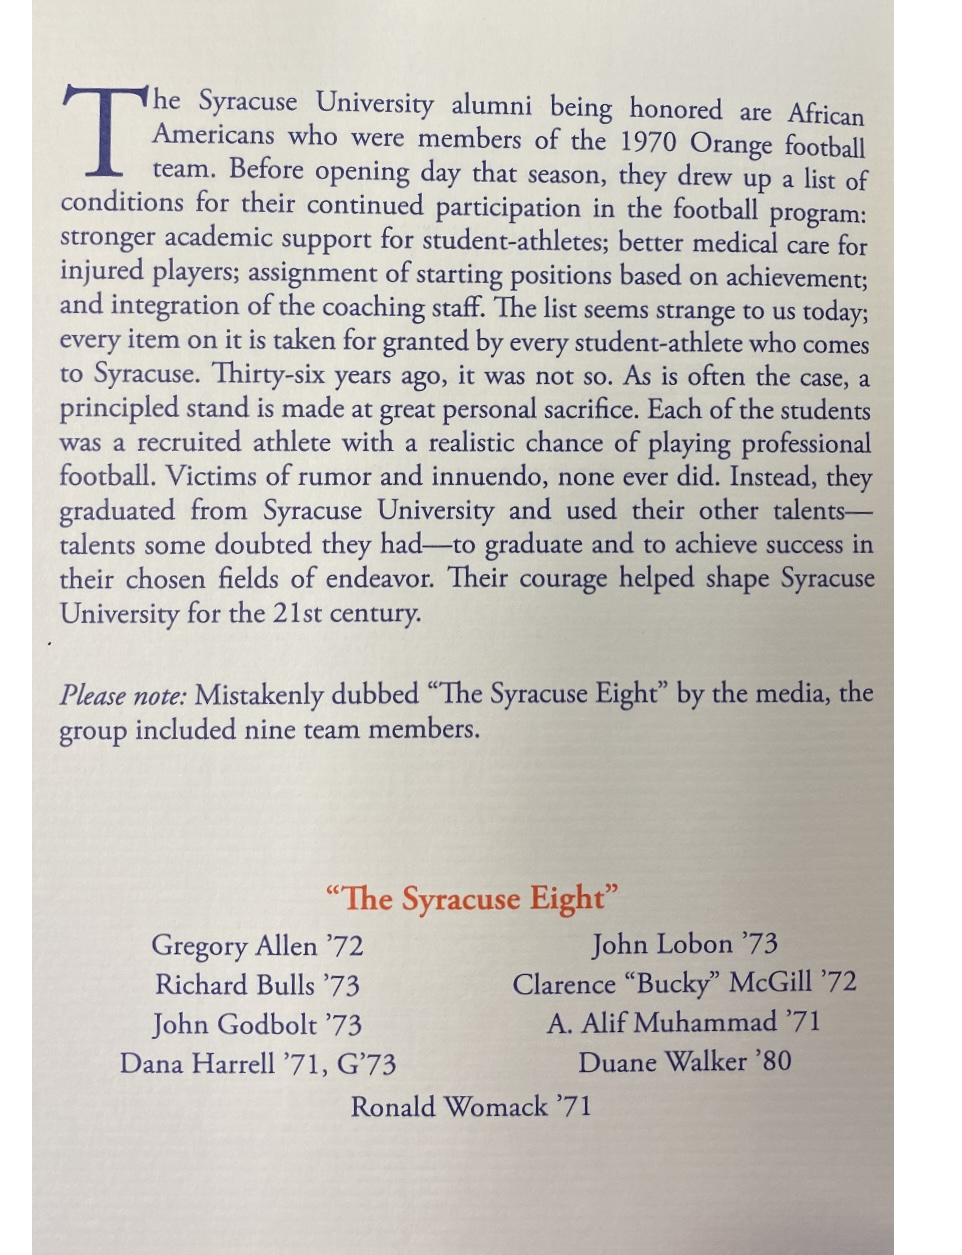 The Syracuse University alumni being honored are African
Americans who were members of the 1970 Orange football
team. Before opening day that season, they drew up a list of
conditions for their continued participation in the football program:
stronger academic support for student-athletes; better medical care for
injured players; assignment of starting positions based on achievement;
and integration of the coaching staff. The list seems strange to us today;
every item on it is taken for granted by every student-athlete who comes
to Syracuse. Thirty-six years ago, it was not so. As is often the case, a
principled stand is made at great personal sacrifice. Each of the students
was a recruited athlete with a realistic chance of playing professional
football. Victims of rumor and innuendo, none ever did. Instead, they
graduated from Syracuse University and used their other talents—
talents some doubted they had—to graduate and to achieve success in
their chosen fields of endeavor. Their courage helped shape Syracuse
University for the 21st century.
Please note: Mistakenly dubbed “The Syracuse Eight” by the media, the
group included nine team members.
“The Syracuse Eight”
Gregory Allen ’72
Richard Bulls ’73
John Godbolt ’73
Dana Harrell ’71, G’73
John Lobon ’73
Clarence “Bucky” McGill ’72
A. Alif Muhammad ’71
Duane Walker ’80
Ronald Womack ’71